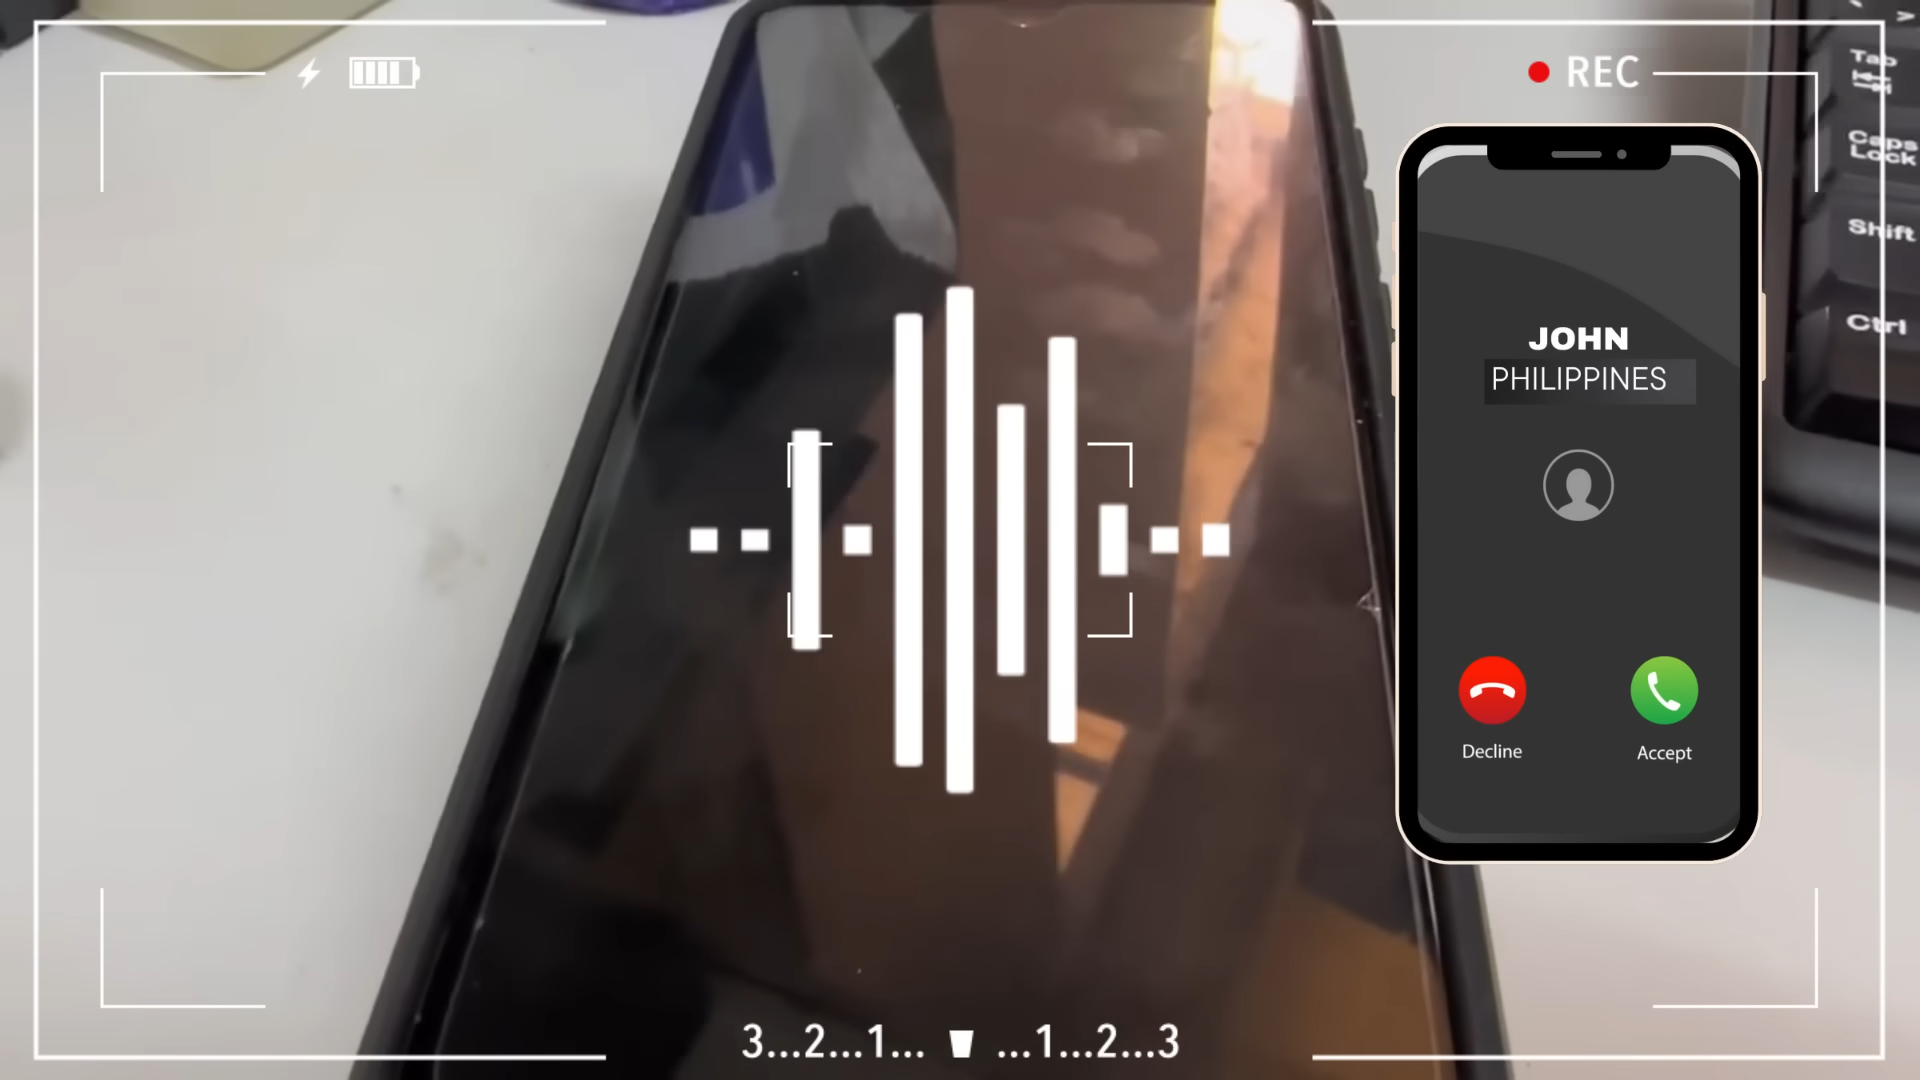 REC
Tab
Caps
Lock
Shift
Ctrl
JOHN
PHILIPPINES
Decline
Accept
3...2...1... ...1...2...3